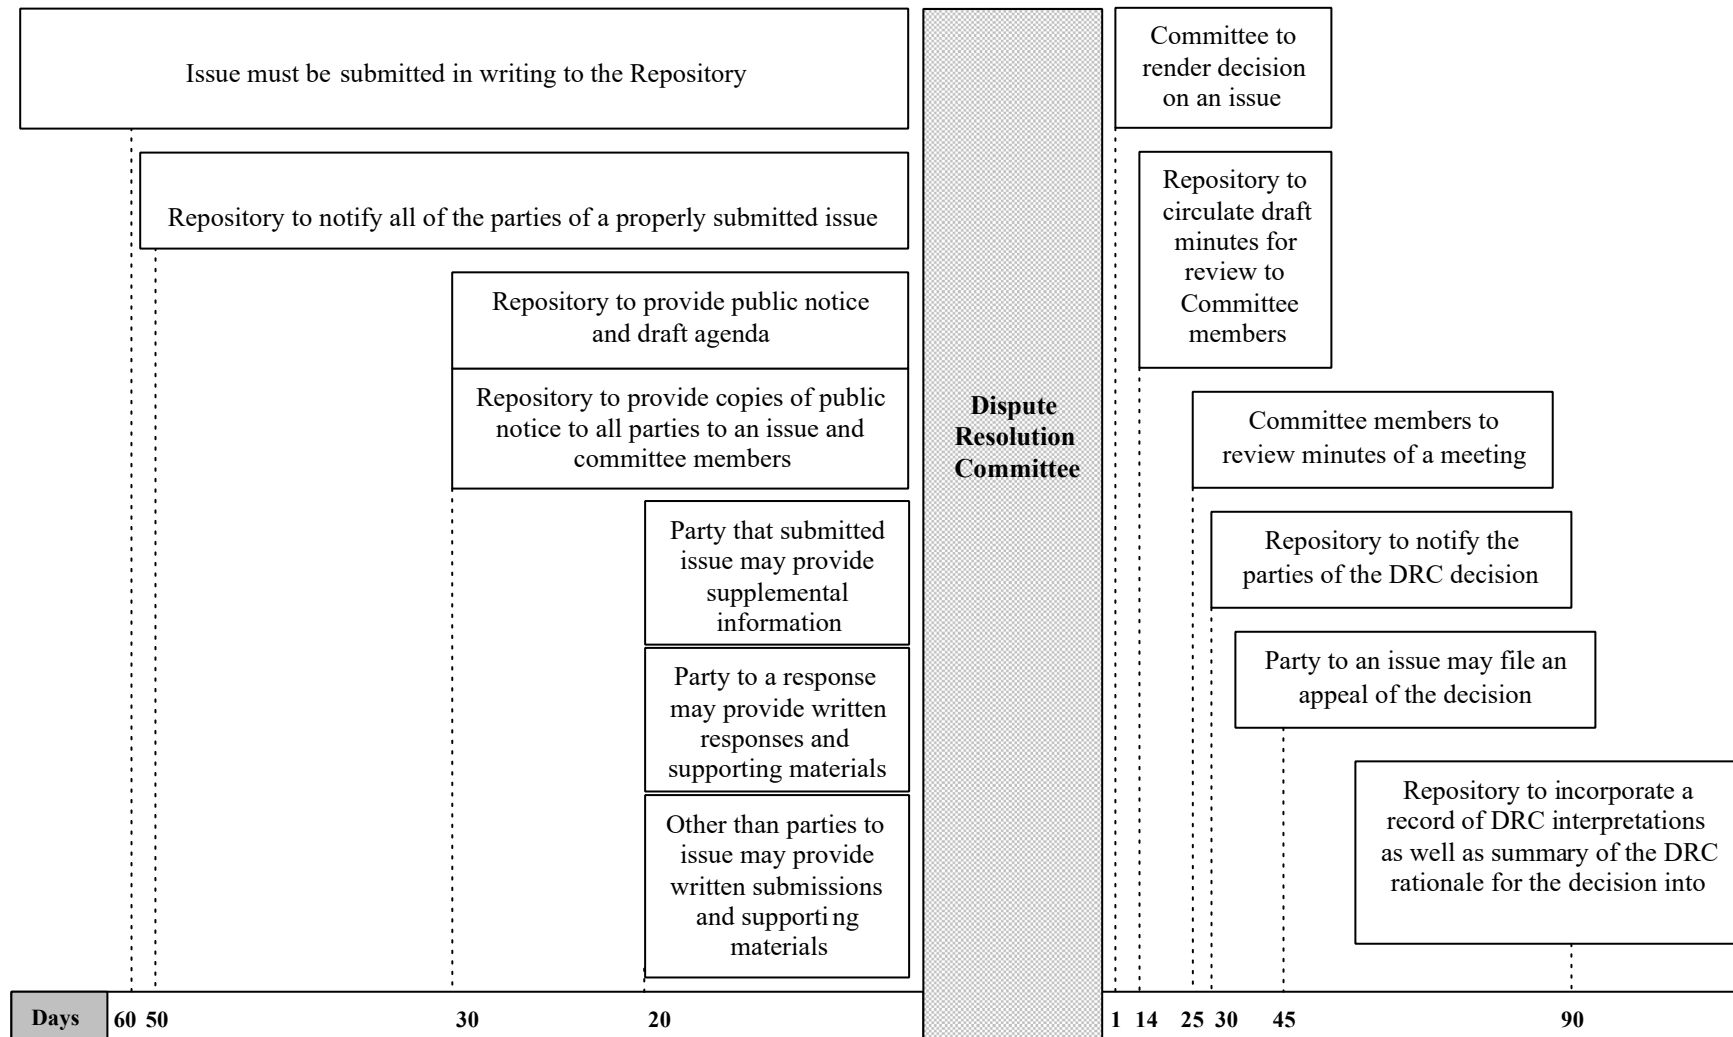 Issue must be submitted in writing to the Repository
Repository to notify all of the parties of a properly submitted issue
Repository to provide public notice
and draft agenda
Repository to provide copies of public
notice to all parties to an issue and
committee members
Party that submitted
issue may provide
supplemental
information
Party to a response
may provide written
responses and
supporting materials
Other than parties to
issue may provide
written submissions
and supporting
materials
Dispute
Resolution
Committee
Committee to
render decision
on an issue
Repository to
circulate draft
minutes for
review to
Committee
members
Committee members to
review minutes of a meeting
Repository to notify the
parties of the DRC decision
Party to an issue may file an
appeal of the decision
Repository to incorporate a
record of DRC interpretations
as well as summary of the DRC
rationale for the decision into
Days 60 50 30 20 1 14 25 30 45 90